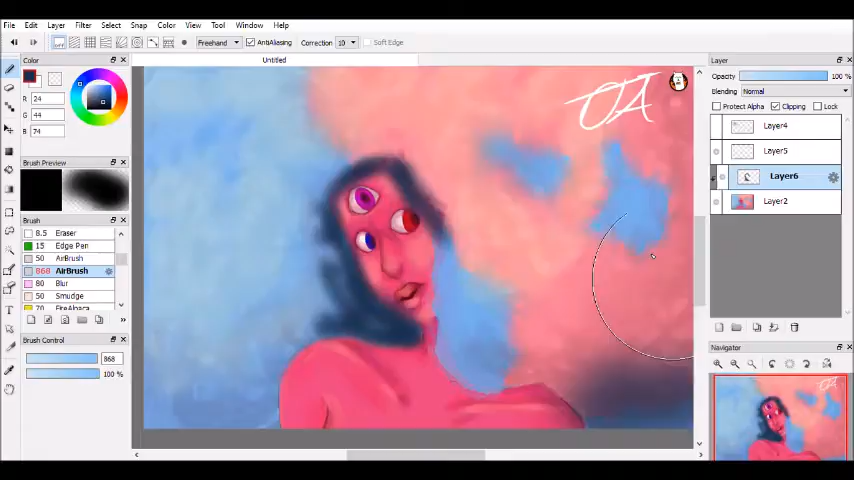 File Edit Layer Filter Select Snap Color View Tool Window Help
Freehand AntiAliasing Correction 10 Soft Edge
Untitled
Color
R 24
G 44
B 74
Brush Preview
Brush
8.5 Eraser
15 Edge Pen
50 AirBrush
868 AirBrush
80 Blur
50 Smudge
70 FireAlpaca
Brush Control
868
100 %
OA
Layer
Opacity 100 %
Blending Normal
Protect Alpha Clipping Lock
Layer4
Layer5
Layer6
Layer2
Navigator